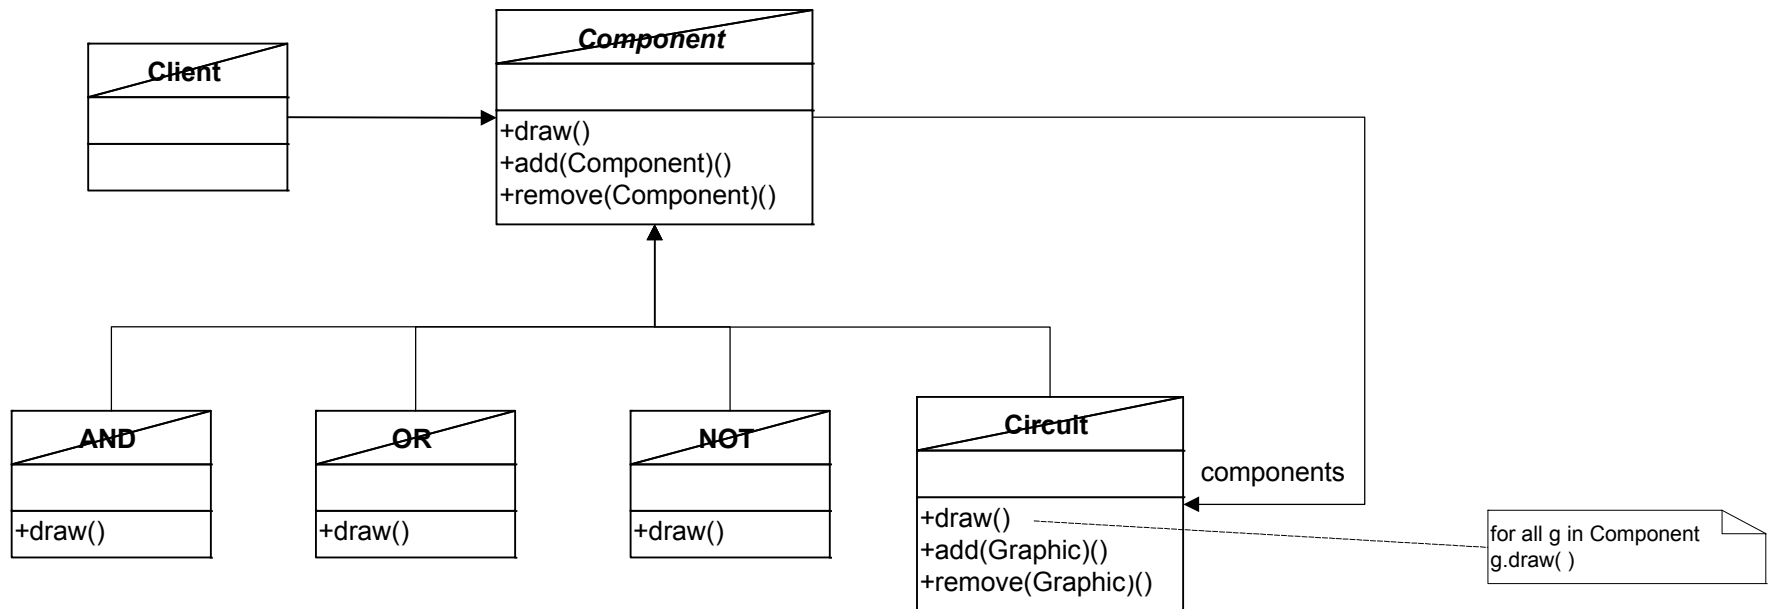 Client
Component
+draw()
+add(Component)()
+remove(Component)()
AND
+draw()
OR
+draw()
NOT
+draw()
Circuit
+draw()
+add(Graphic)()
+remove(Graphic)()
components
for all g in Component
g.draw( )